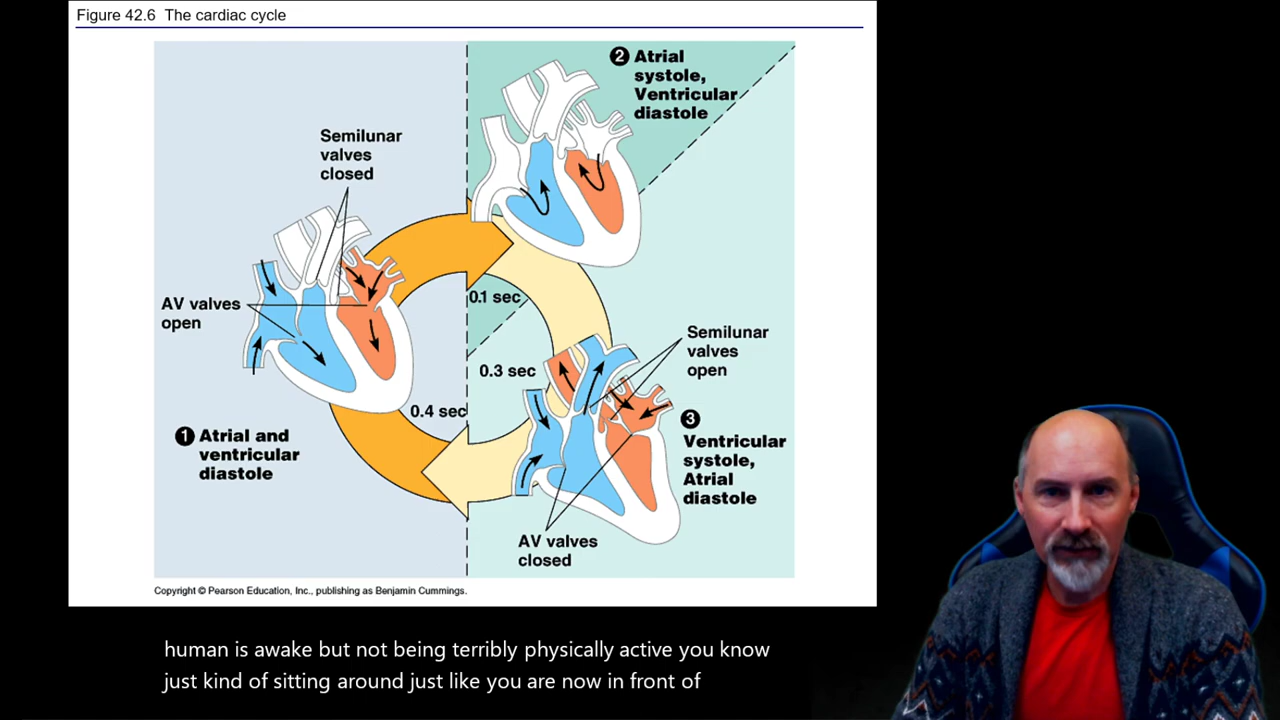 Figure 42.6 The cardiac cycle
2 Atrial
systole,
Ventricular
diastole
Semilunar
valves
closed
AV valves
open
0.1 sec
Semilunar
valves
open
0.3 sec
0.4 sec
1 Atrial and
ventricular
diastole
3
Ventricular
systole,
Atrial
diastole
AV valves
closed
Copyright © Pearson Education, Inc., publishing as Benjamin Cummings.
human is awake but not being terribly physically active you know
just kind of sitting around just like you are now in front of